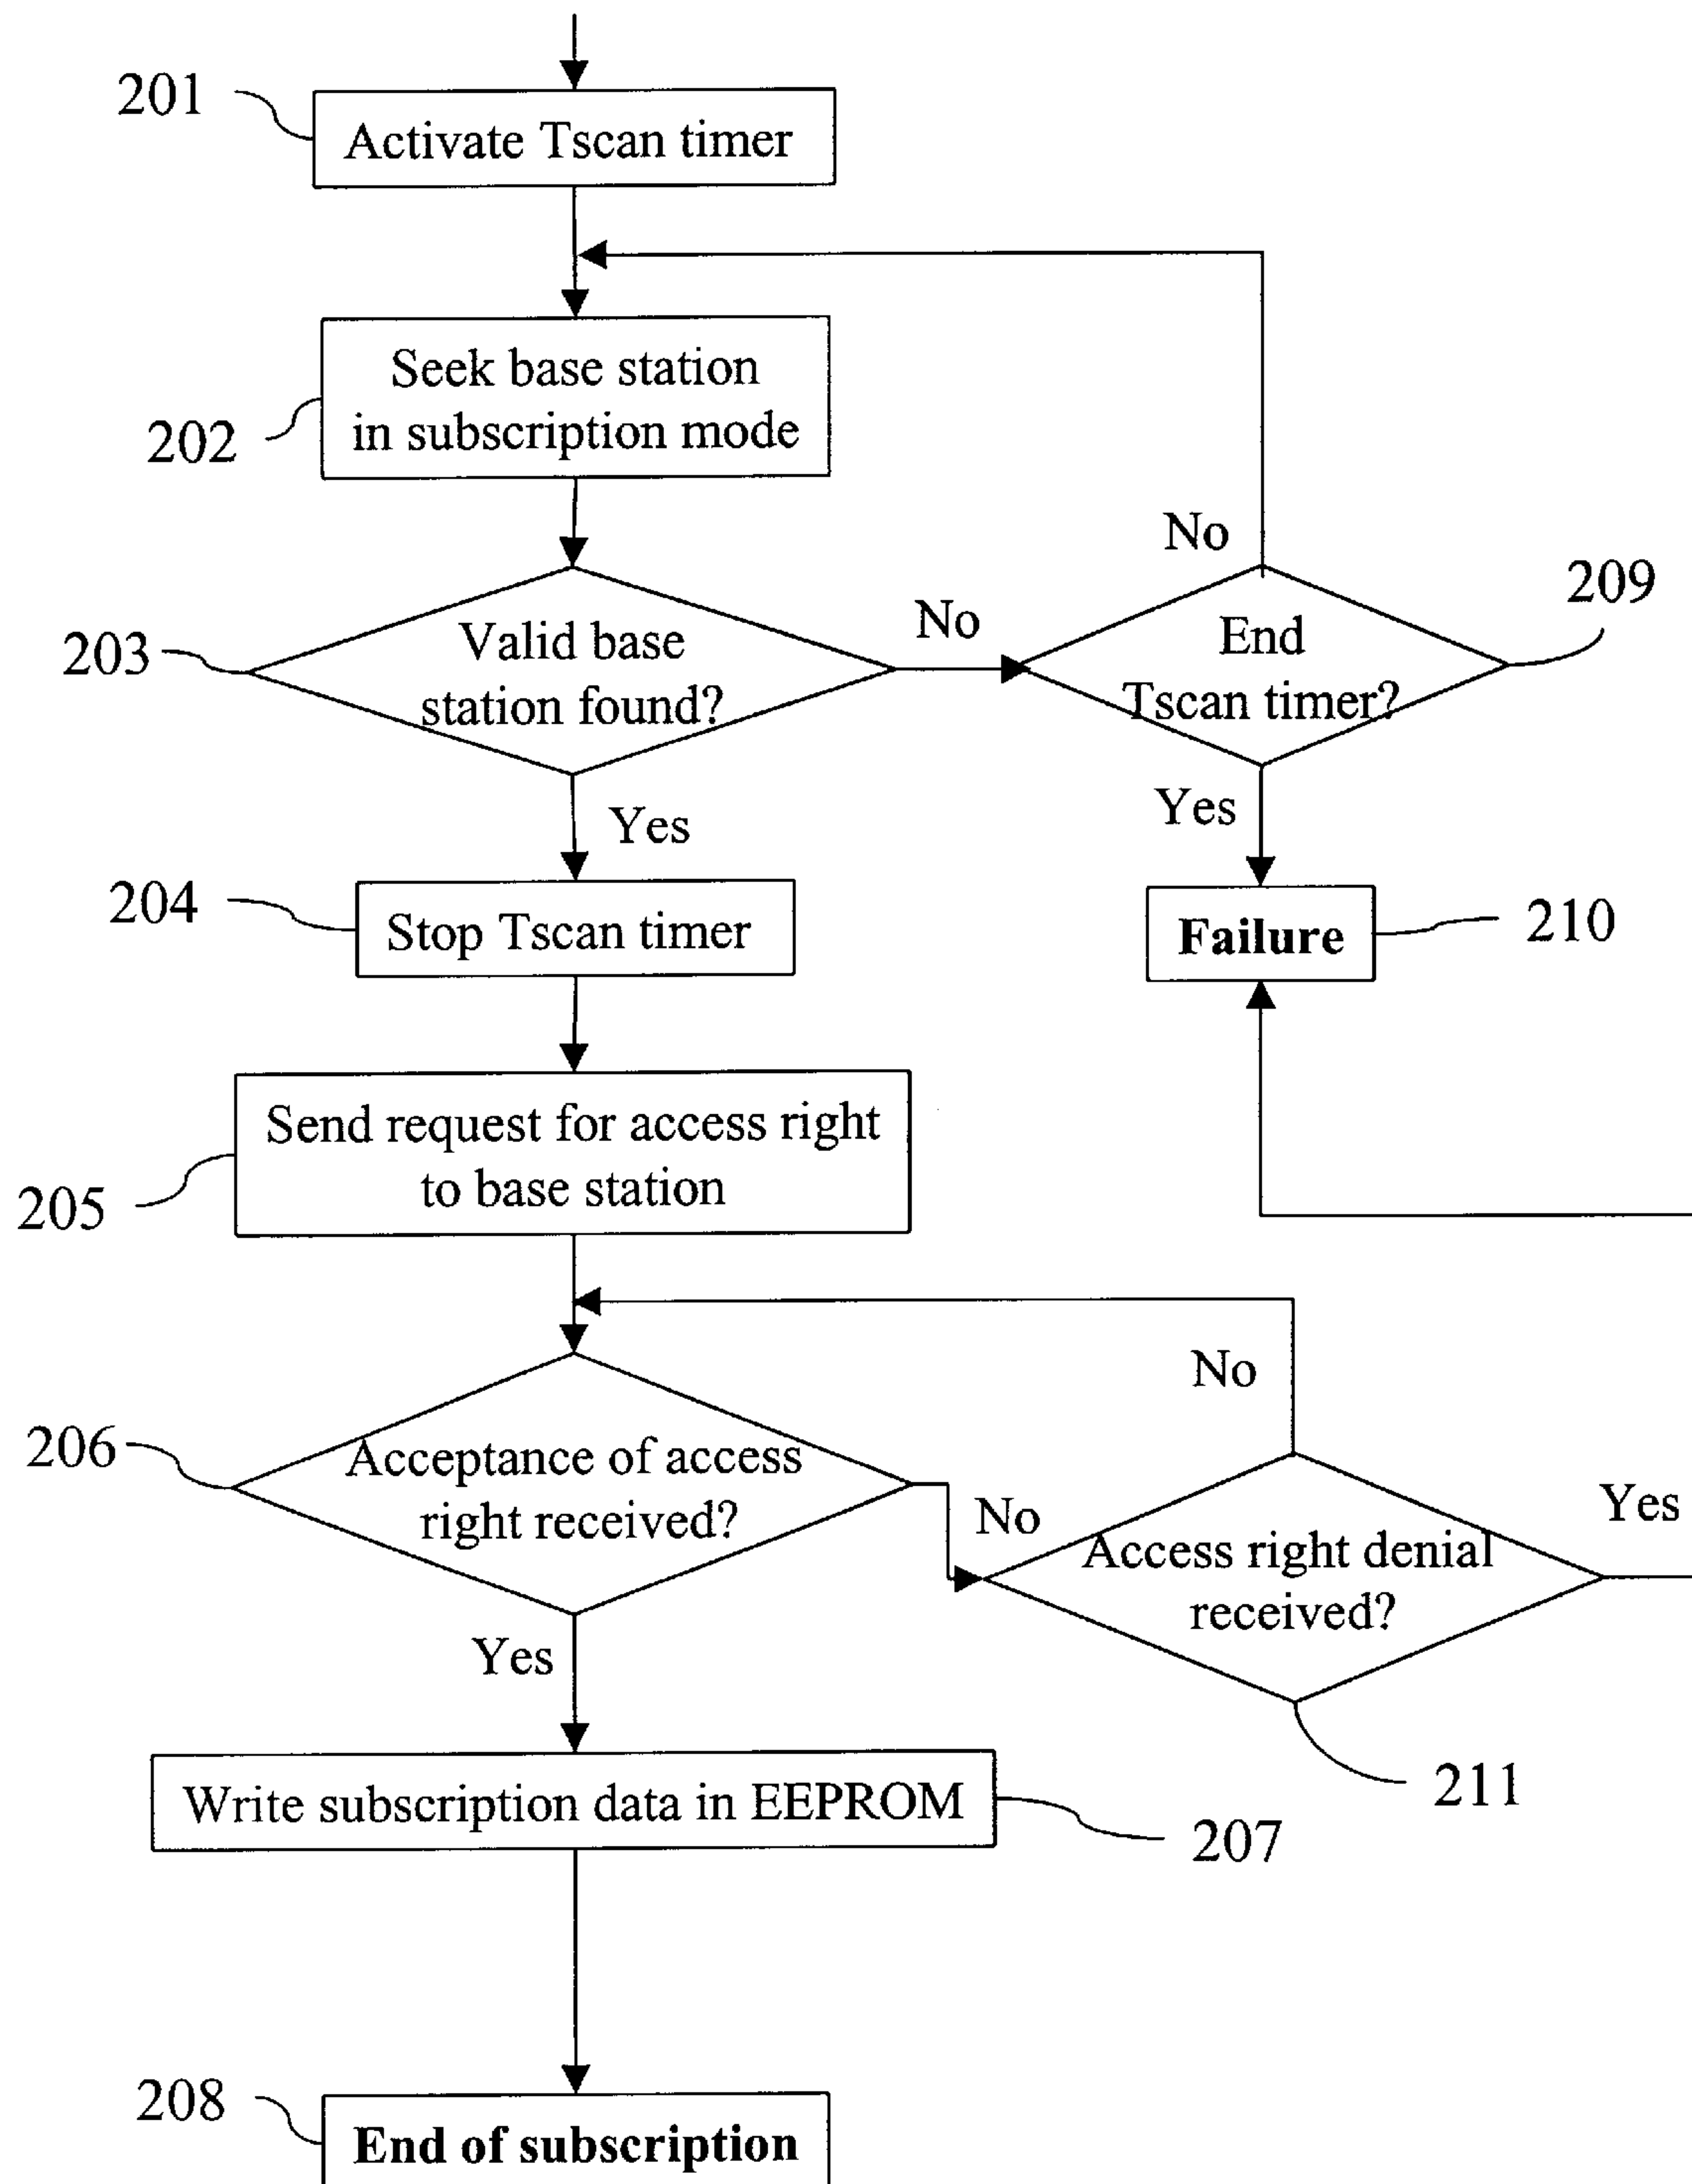 201
Activate Tscan timer
Seek base station
in subscription mode
202
No
209
203
Valid base
station found?
No
End
Tscan timer?
Yes
Yes
204
Stop Tscan timer
Failure
210
Send request for access right
to base station
205
No
206
Acceptance of access
right received?
No
Access right denial
received?
Yes
Yes
211
Write subscription data in EEPROM
207
208
End of subscription